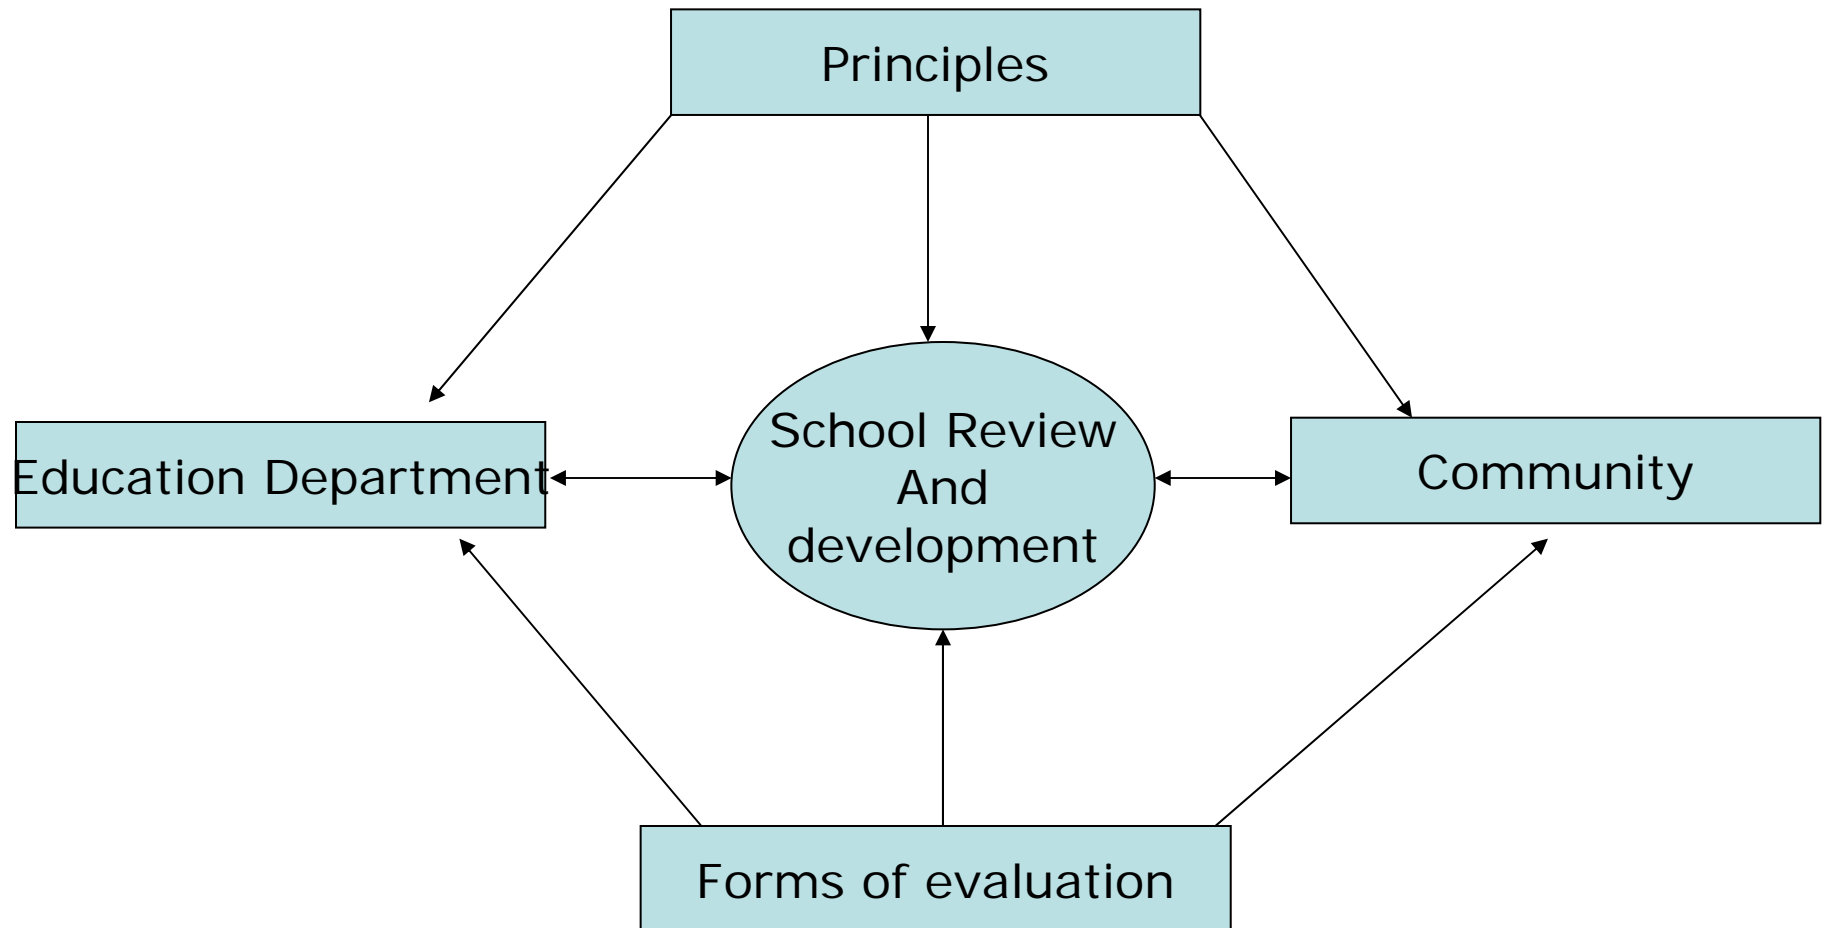 Principles
School Review
And
development
Education Department
Community
Forms of evaluation